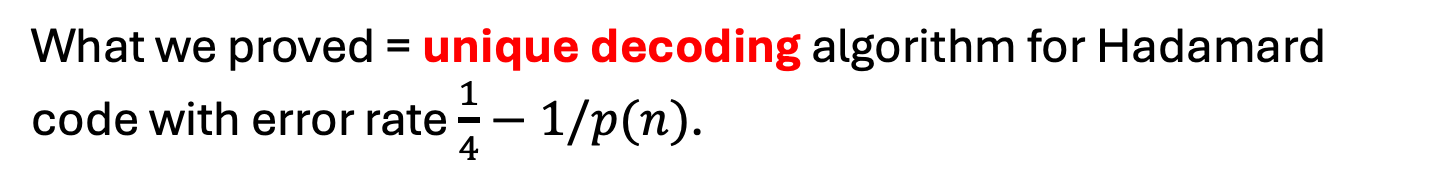 What we proved = unique decoding algorithm for Hadamard
code with error rate 1/4 − 1/p(n).